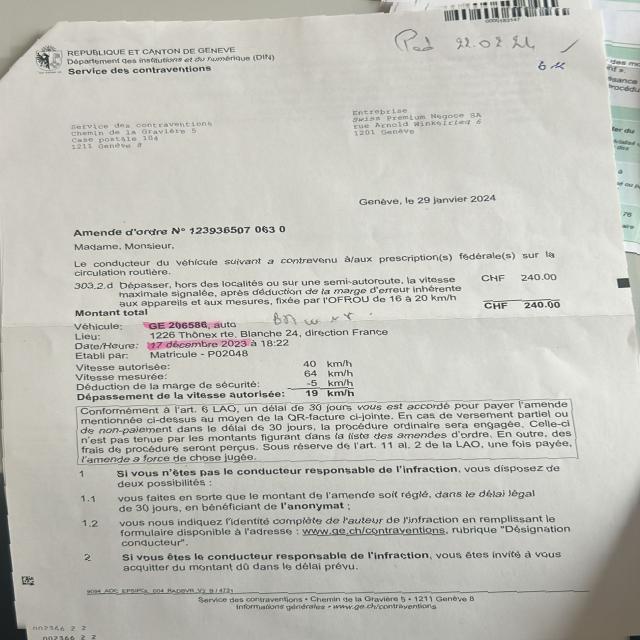 REPUBLIQUE ET CANTON DE GENEVE
Département des institutions et du numérique (DIN)
Service des contraventions
22.02.24
Service des contraventions
Chemin de la Gravière 5
Case postale 104
1211 Genève 8
Entreprise
Swiss Premium Negoce SA
rue Arnold Winkelried 6
1201 Genève
Genève, le 29 janvier 2024
Amende d'ordre N° 123936507 063 0
Madame, Monsieur,
Le conducteur du véhicule suivant a contrevenu à/aux prescription(s) fédérale(s) sur la
circulation routière.
303.2.d Dépasser, hors des localités ou sur une semi-autoroute, la vitesse CHF 240.00
maximale signalée, après déduction de la marge d'erreur inhérente
aux appareils et aux mesures, fixée par l'OFROU de 16 à 20 km/h
Montant total CHF 240.00
Véhicule: GE 206586, auto
Lieu: 1226 Thônex rte. Blanche 24, direction France
Date/Heure: 17 décembre 2023 à 18:22
Etabli par: Matricule - P02048
Vitesse autorisée: 40 km/h
Vitesse mesurée: 64 km/h
Déduction de la marge de sécurité: -5 km/h
Dépassement de la vitesse autorisée: 19 km/h
Conformément à l'art. 6 LAO, un délai de 30 jours vous est accordé pour payer l'amende
mentionnée ci-dessus au moyen de la QR-facture ci-jointe. En cas de versement partiel ou
de non-paiement dans le délai de 30 jours, la procédure ordinaire sera engagée. Celle-ci
n'est pas tenue par les montants figurant dans la liste des amendes d'ordre. En outre, des
frais de procédure seront perçus. Sous réserve de l'art. 11 al. 2 de la LAO, une fois payée,
l'amende a force de chose jugée.
1 Si vous n'êtes pas le conducteur responsable de l'infraction, vous disposez de
deux possibilités :
1.1 vous faites en sorte que le montant de l'amende soit réglé, dans le délai légal
de 30 jours, en bénéficiant de l'anonymat ;
1.2 vous nous indiquez l'identité complète de l'auteur de l'infraction en remplissant le
formulaire disponible à l'adresse : www.ge.ch/contraventions, rubrique "Désignation
conducteur".
2 Si vous êtes le conducteur responsable de l'infraction, vous êtes invité à vous
acquitter du montant dû dans le délai prévu.
Service des contraventions • Chemin de la Gravière 5 • 1211 Genève 8
Informations générales • www.ge.ch/contraventions
002366 2 2
002366 2 2